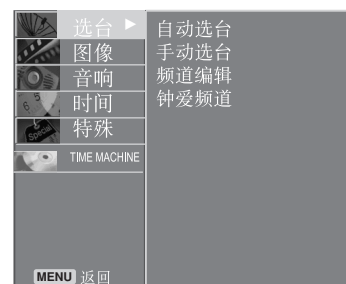 选台
图像
音响
时间
特殊
TIME MACHINE
MENU 返回
自动选台
手动选台
频道编辑
钟爱频道
Special